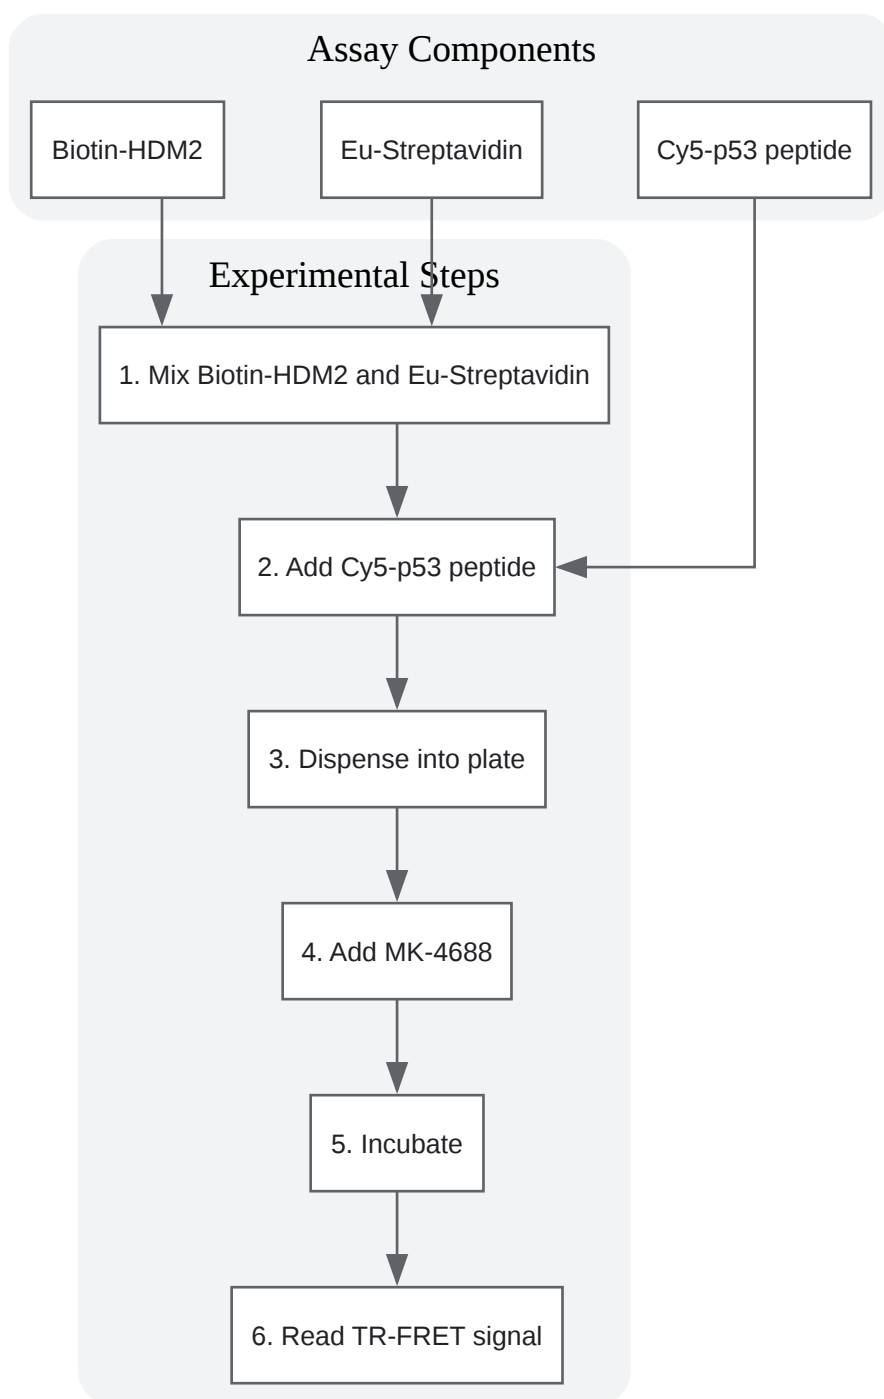 Assay Components
Biotin-HDM2
Eu-Streptavidin
Cy5-p53 peptide
Experimental Steps
1. Mix Biotin-HDM2 and Eu-Streptavidin
2. Add Cy5-p53 peptide
3. Dispense into plate
4. Add MK-4688
5. Incubate
6. Read TR-FRET signal